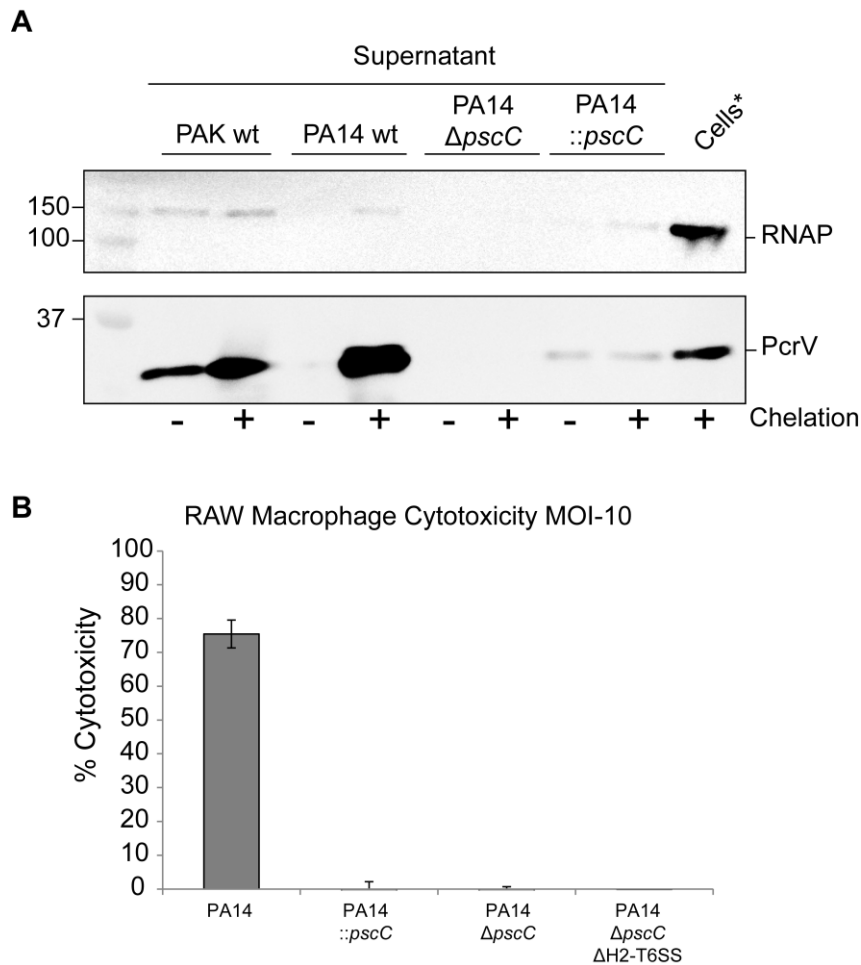 A
Supernatant
PAK wt PA14 wt PA14 ΔpscC PA14 ::pscC Cells*
150
100
RNAP
37
PcrV
- + - + - + - + + Chelation
B
RAW Macrophage Cytotoxicity MOI-10
% Cytotoxicity
100
90
80
70
60
50
40
30
20
10
0
PA14
PA14 ::pscC
PA14 ΔpscC
PA14 ΔpscC ΔH2-T6SS